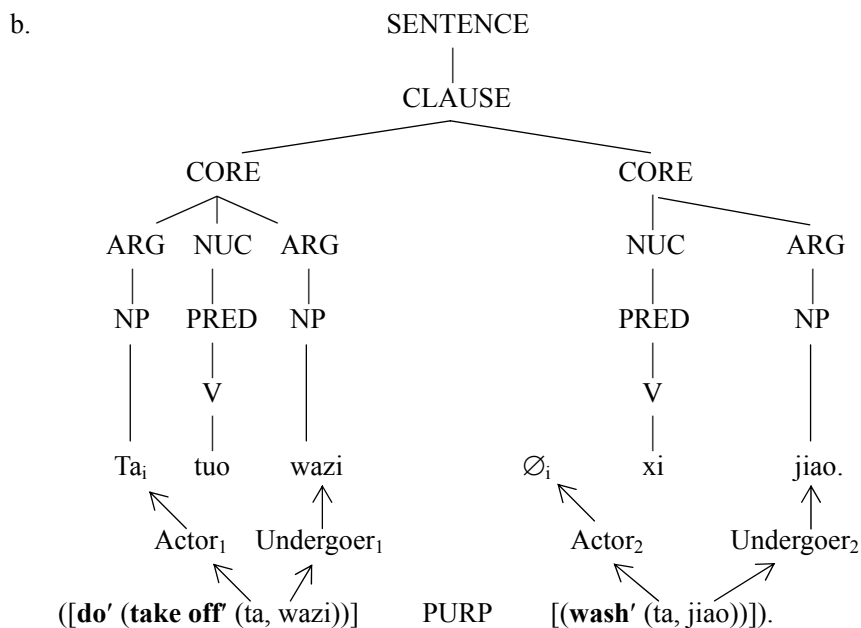 b. SENTENCE
CLAUSE
CORE CORE
ARG NUC ARG NUC ARG
NP PRED NP PRED NP
V V
Taᵢ tuo wazi ∅ᵢ xi jiao.
Actor₁ Undergoer₁ Actor₂ Undergoer₂
([do′ (take off′ (ta, wazi))] PURP [(wash′ (ta, jiao))]).